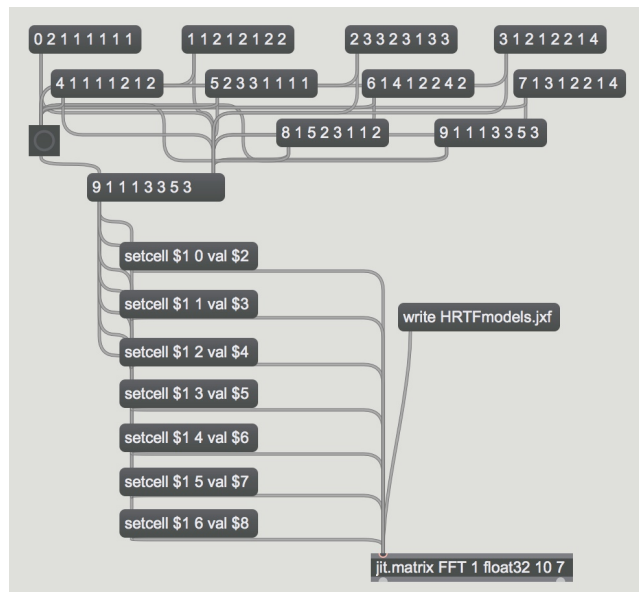 0 2 1 1 1 1 1 1
1 1 2 1 2 1 2 2
2 3 3 2 3 1 3 3
3 1 2 1 2 2 1 4
4 1 1 1 1 2 1 2
5 2 3 3 1 1 1 1
6 1 4 1 2 2 4 2
7 1 3 1 2 2 1 4
8 1 5 2 3 1 1 2
9 1 1 1 3 3 5 3
9 1 1 1 3 3 5 3
setcell $1 0 val $2
setcell $1 1 val $3
write HRTFmodels.jxf
setcell $1 2 val $4
setcell $1 3 val $5
setcell $1 4 val $6
setcell $1 5 val $7
setcell $1 6 val $8
jit.matrix FFT 1 float32 10 7